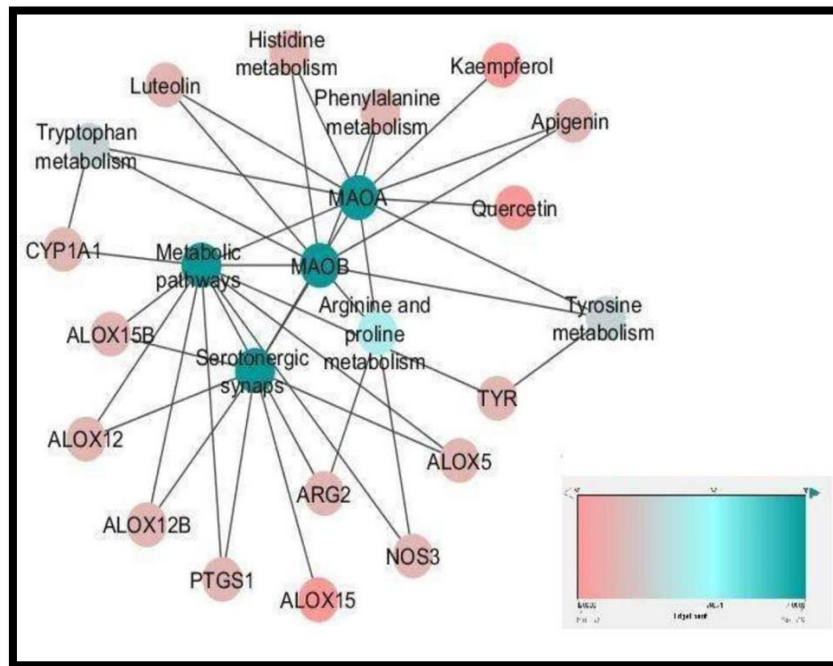 Histidine
metabolism
Kaempferol
Luteolin
Phenylalanine
metabolism
Apigenin
Tryptophan
metabolism
MAOA
Quercetin
CYP1A1
Metabolic
pathways
MAOB
Arginine and
proline
metabolism
Tyrosine
metabolism
ALOX15B
Serotonergic
synaps
TYR
ALOX12
ALOX5
ARG2
ALOX12B
NOS3
PTGS1
ALOX15